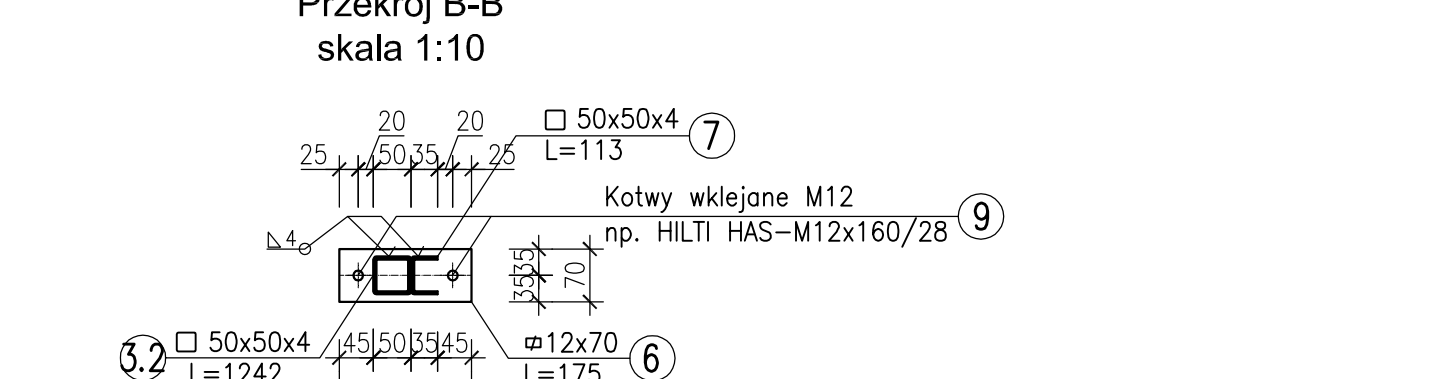 Przekrój B-B
skala 1:10
20 20
□ 50x50x4
7
25 50 35 25
L=113
Kotwy wklejane M12
9
np. HILTI HAS-M12x160/28
4
35 35 70
3.2
□ 50x50x4
45 50 35 45
12x70
6
L=1242
L=175